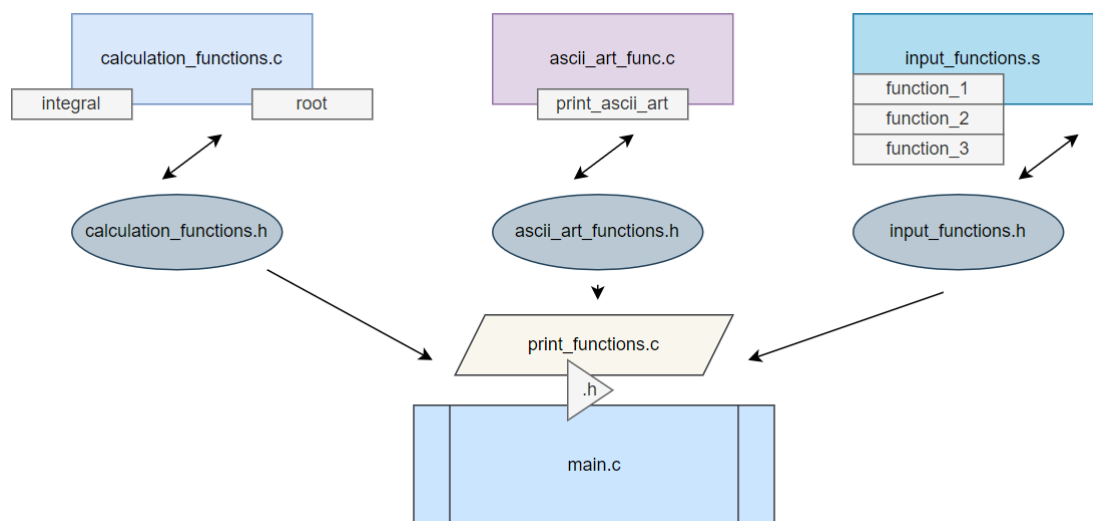 calculation_functions.c
integral
root
ascii_art_func.c
print_ascii_art
input_functions.s
function_1
function_2
function_3
calculation_functions.h
ascii_art_functions.h
input_functions.h
print_functions.c
.h
main.c